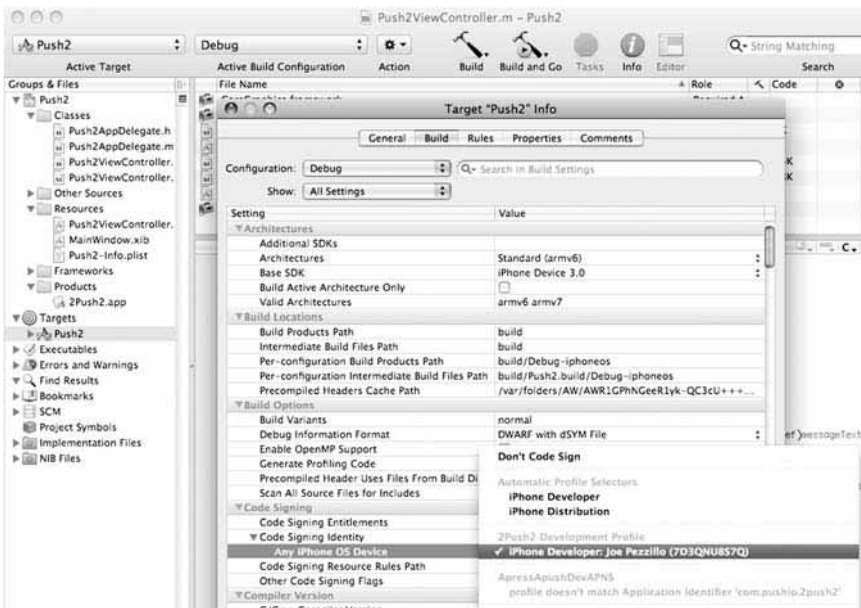 Push2ViewController.m – Push2
Push2
Debug
String Matching
Active Target
Active Build Configuration
Action
Build
Build and Go
Tasks
Info
Editor
Search
Groups & Files
File Name
Role
Code
Push2
Classes
Push2AppDelegate.h
Push2AppDelegate.m
Push2ViewController.
Push2ViewController.
Other Sources
Resources
Push2ViewController.
MainWindow.xib
Push2-Info.plist
Frameworks
Products
2Push2.app
Targets
Push2
Executables
Errors and Warnings
Find Results
Bookmarks
SCM
Project Symbols
Implementation Files
NIB Files
Target "Push2" Info
General Build Rules Properties Comments
Configuration: Debug
Search in Build Settings
Show: All Settings
Setting Value
Architectures
Additional SDKs
Architectures Standard (armv6)
Base SDK iPhone Device 3.0
Build Active Architecture Only
Valid Architectures armv6 armv7
Build Locations
Build Products Path build
Intermediate Build Files Path build
Per-configuration Build Products Path build/Debug-iphoneos
Per-configuration Intermediate Build Files Path build/Push2.build/Debug-iphoneos
Precompiled Headers Cache Path /var/folders/AW/AWR1GPhNGeeR1yk-QC3cU+++...
Build Options
Build Variants normal
Debug Information Format DWARF with dSYM File
Enable OpenMP Support
Generate Profiling Code
Precompiled Header Uses Files From Build Di
Scan All Source Files for Includes
Code Signing
Code Signing Entitlements
Code Signing Identity
Any iPhone OS Device
Code Signing Resource Rules Path
Other Code Signing Flags
Compiler Version
Don't Code Sign
Automatic Profile Selectors
iPhone Developer
iPhone Distribution
2Push2 Development Profile
✓ iPhone Developer: Joe Pezzillo (7D3QNU8S7Q)
ApressApushDevAPNS
profile doesn't match Application Identifier 'com.pushio.2push2'